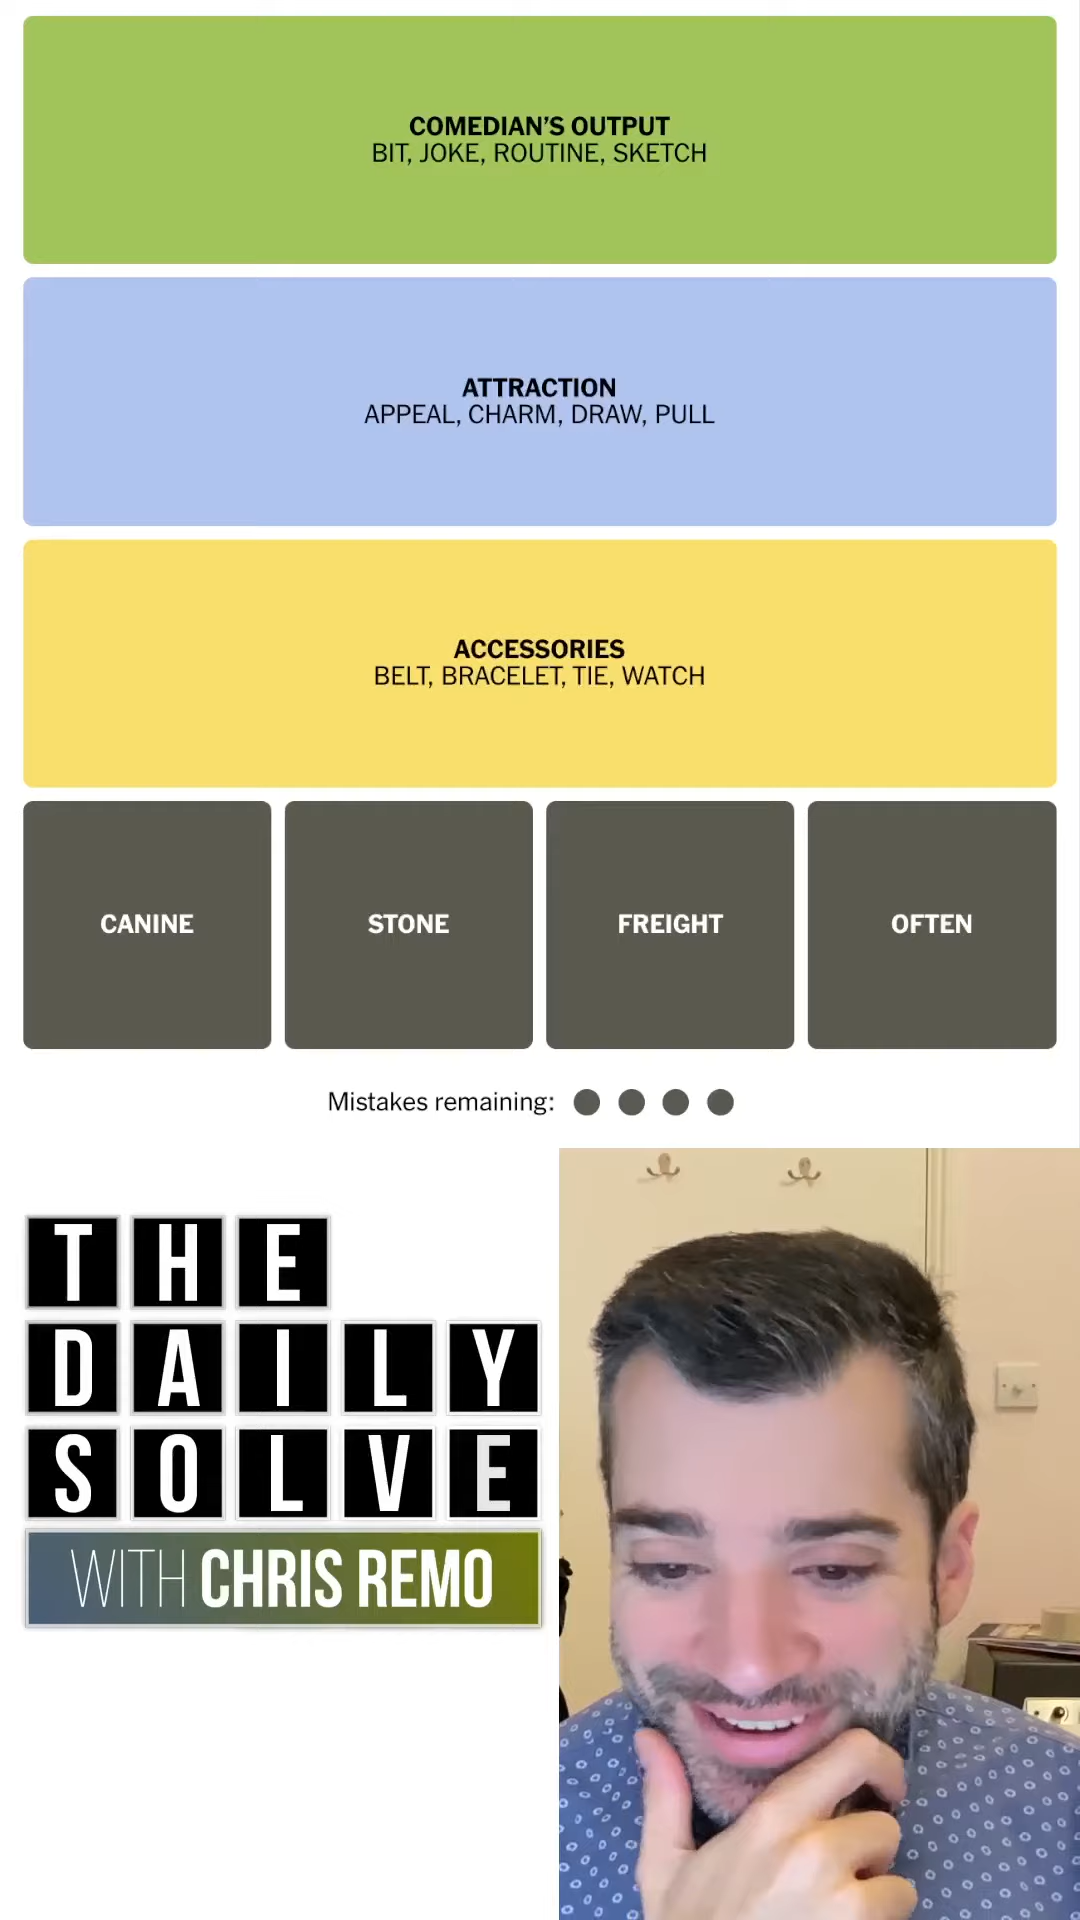 COMEDIAN’S OUTPUT
BIT, JOKE, ROUTINE, SKETCH
ATTRACTION
APPEAL, CHARM, DRAW, PULL
ACCESSORIES
BELT, BRACELET, TIE, WATCH
CANINE STONE FREIGHT OFTEN
Mistakes remaining:
THE
DAILY
SOLVE
WITH CHRIS REMO